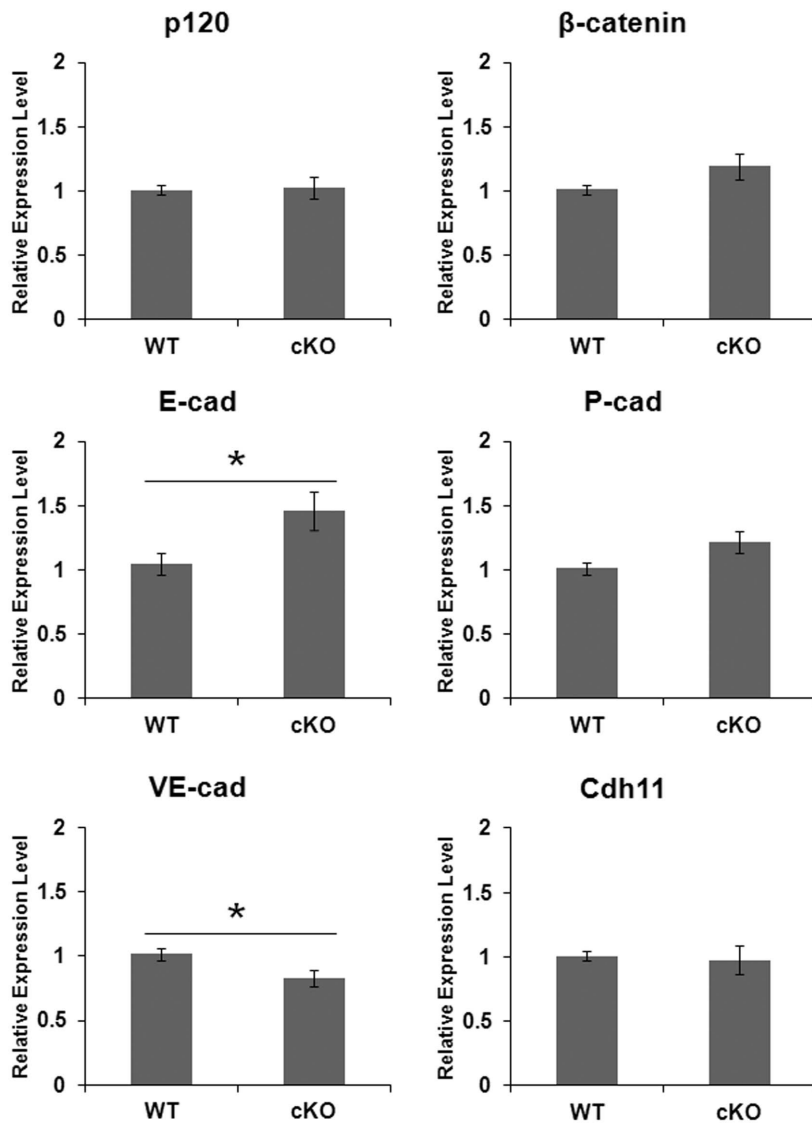 p120
Relative Expression Level
2
1.5
1
0.5
0
WT cKO
β-catenin
Relative Expression Level
2
1.5
1
0.5
0
WT cKO
E-cad
Relative Expression Level
2
1.5
1
0.5
0
*
WT cKO
P-cad
Relative Expression Level
2
1.5
1
0.5
0
WT cKO
VE-cad
Relative Expression Level
2
1.5
1
0.5
0
*
WT cKO
Cdh11
Relative Expression Level
2
1.5
1
0.5
0
WT cKO